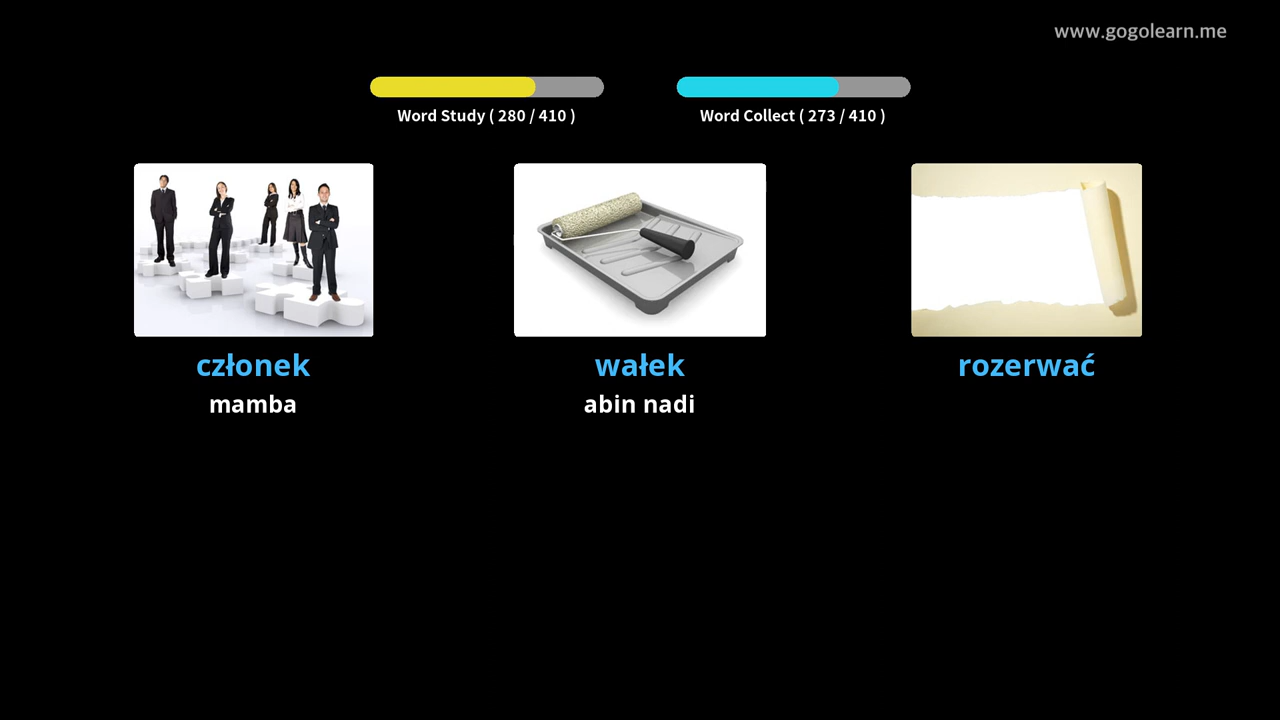 www.gogolearn.me
Word Study ( 280 / 410 )
Word Collect ( 273 / 410 )
członek
wałek
rozerwać
mamba
abin nadi